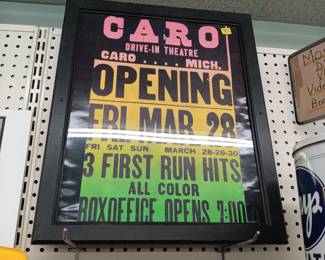 CARO
DRIVE-IN THEATRE
CARO .... MICH.
OPENING
FRI. MAR. 28
FRI SAT SUN MARCH 28-29-30
3 FIRST RUN HITS
ALL COLOR
BOXOFFICE OPENS 7:00